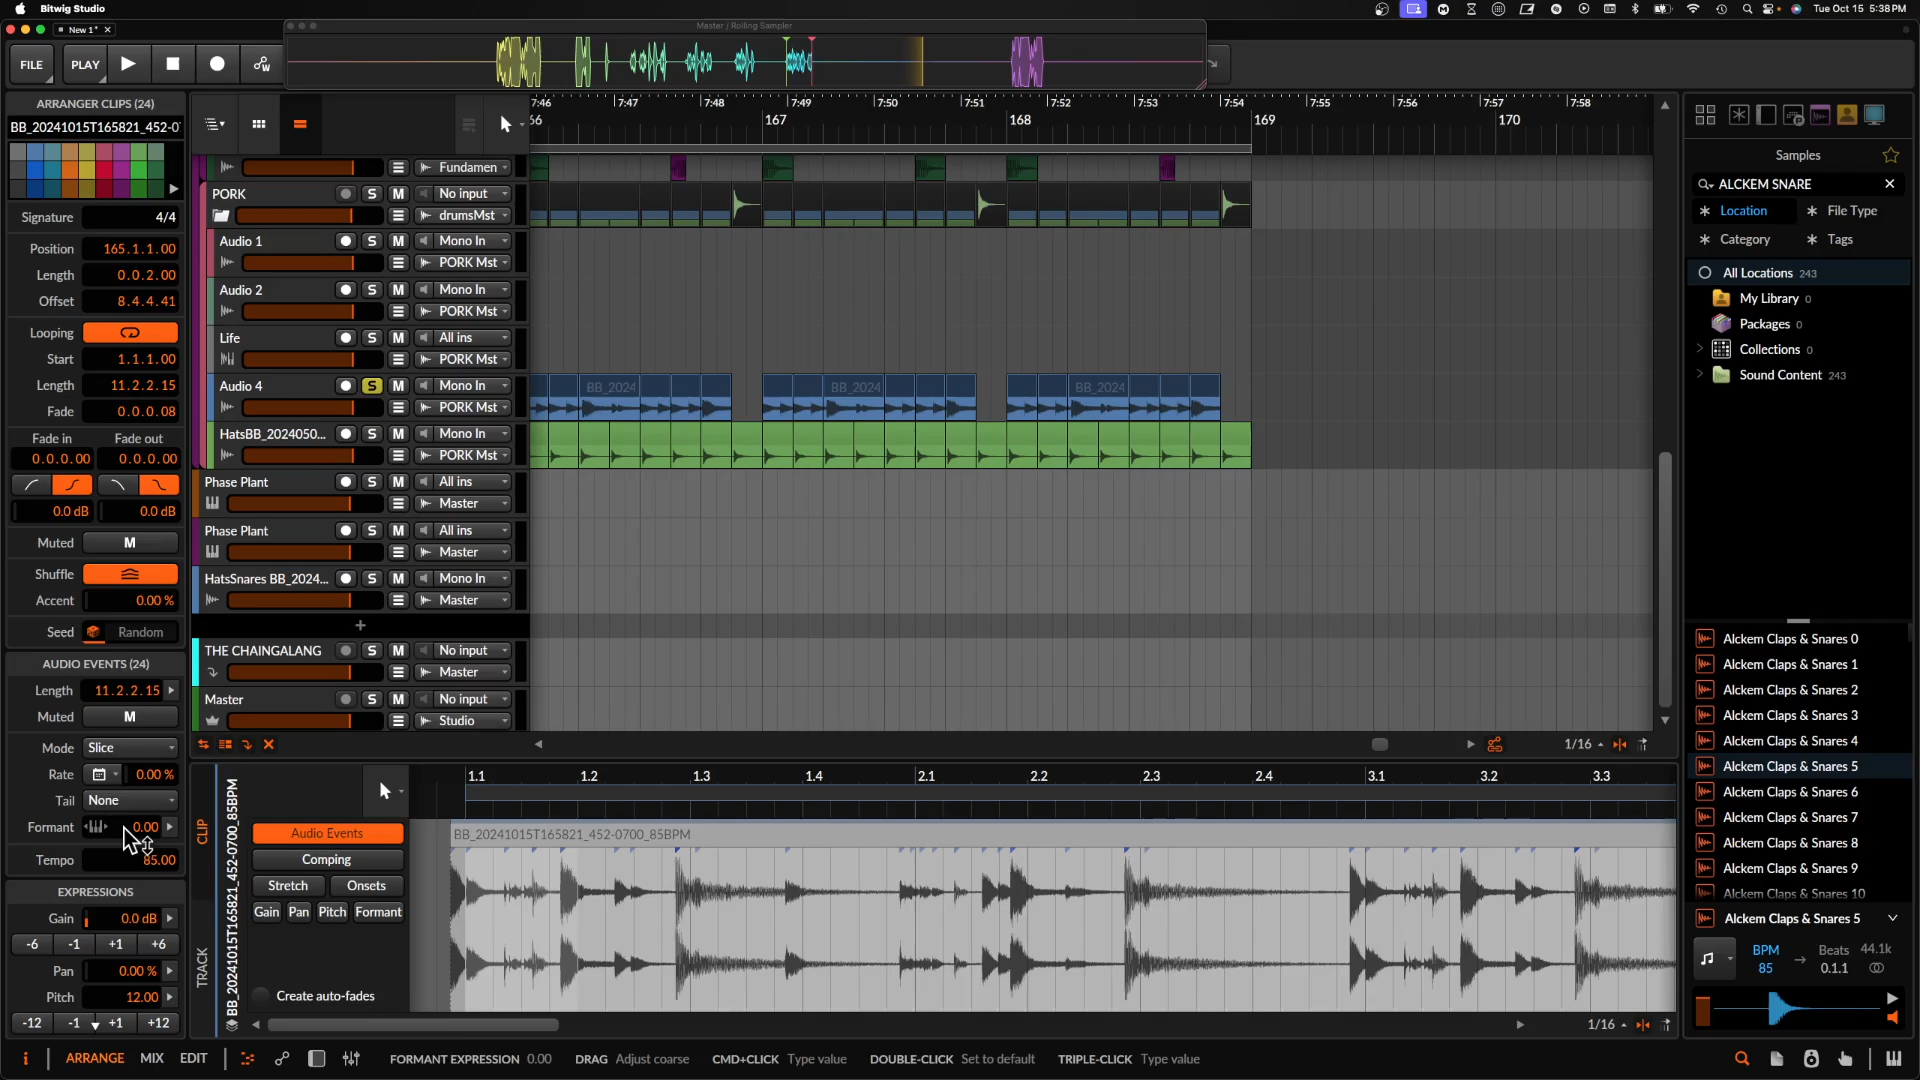 Bitwig Studio
Tue Oct 15 5:38 PM
New 1*
Master / Rolling Sampler
FILE
PLAY
ARRANGER CLIPS (24)
BB_20241015T165821_452-0
Signature 4/4
Position 165.1.1.00
Length 0.0.2.00
Offset 8.4.4.41
Looping
Start 1.1.1.00
Length 11.2.2.15
Fade 0.0.0.08
Fade in Fade out
0.0.0.00 0.0.0.00
0.0 dB 0.0 dB
Muted M
Shuffle
Accent 0.00 %
Seed Random
AUDIO EVENTS (24)
Length 11.2.2.15
Muted M
Mode Slice
Rate 0.00 %
Tail None
Formant 0.00
Tempo 85.00
EXPRESSIONS
Gain 0.0 dB
-6 -1 +1 +6
Pan 0.00 %
Pitch 12.00
-12 -1 +1 +12
7:46 7:47 7:48 7:49 7:50 7:51 7:52 7:53 7:54 7:55 7:56 7:57 7:58
66 167 168 169 170
Fundamen
PORK S M No input
drumsMst
Audio 1 S M Mono In
PORK Mst
Audio 2 S M Mono In
PORK Mst
Life S M All ins
PORK Mst
Audio 4 S M Mono In
PORK Mst
BB_2024 BB_2024 BB_2024
HatsBB_2024050... S M Mono In
PORK Mst
Phase Plant S M All ins
Master
Phase Plant S M All ins
Master
HatsSnares BB_2024... S M Mono In
Master
+
THE CHAINGALANG S M No input
Master
Master S M No input
Studio
1/16
CLIP
TRACK
BB_20241015T165821_452-0700_85BPM
1.1 1.2 1.3 1.4 2.1 2.2 2.3 2.4 3.1 3.2 3.3
Audio Events
Comping
Stretch Onsets
Gain Pan Pitch Formant
Create auto-fades
BB_20241015T165821_452-0700_85BPM
1/16
Samples
ALCKEM SNARE
Location File Type
Category Tags
All Locations 243
My Library 0
Packages 0
Collections 0
Sound Content 243
Alckem Claps & Snares 0
Alckem Claps & Snares 1
Alckem Claps & Snares 2
Alckem Claps & Snares 3
Alckem Claps & Snares 4
Alckem Claps & Snares 5
Alckem Claps & Snares 6
Alckem Claps & Snares 7
Alckem Claps & Snares 8
Alckem Claps & Snares 9
Alckem Claps & Snares 10
Alckem Claps & Snares 5
BPM Beats 44.1k
85 0.1.1
i ARRANGE MIX EDIT
FORMANT EXPRESSION 0.00 DRAG Adjust coarse CMD+CLICK Type value DOUBLE-CLICK Set to default TRIPLE-CLICK Type value